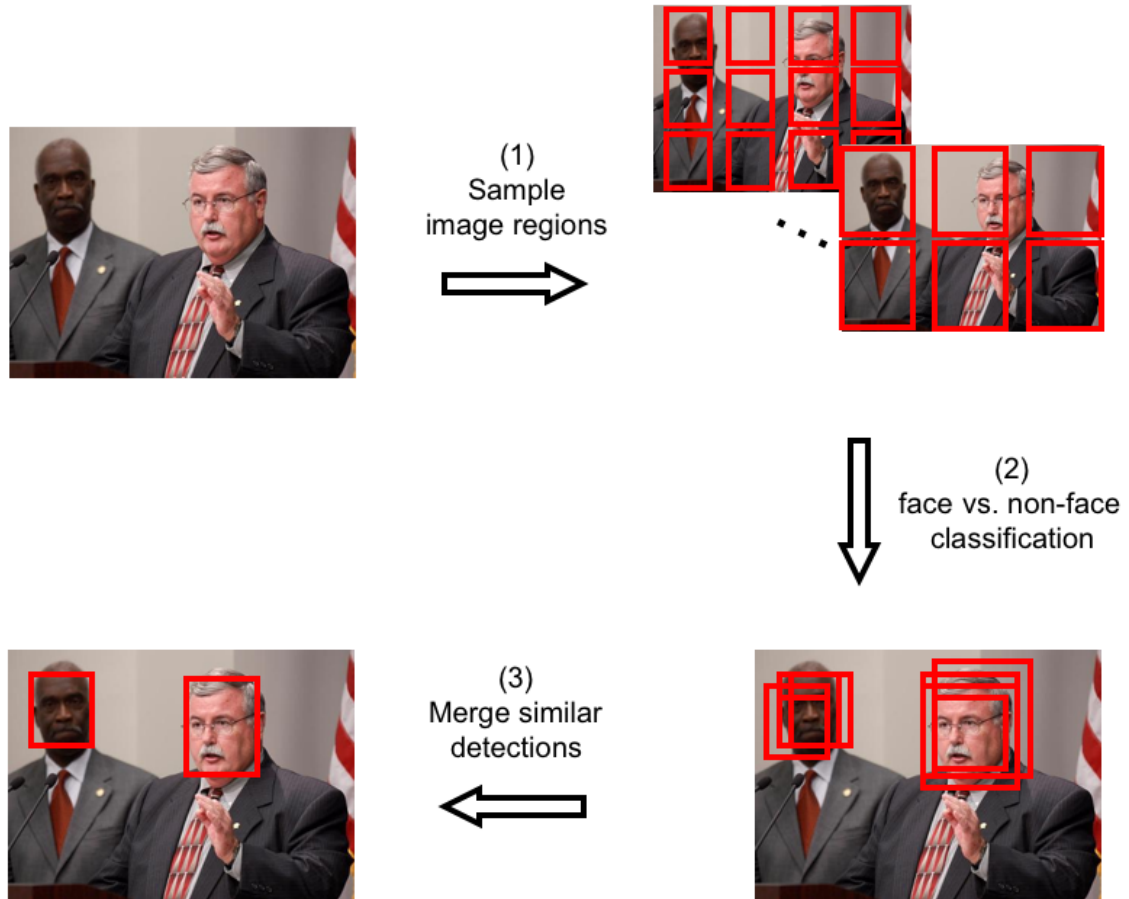 (1)
Sample
image regions
(2)
face vs. non-face
classification
(3)
Merge similar
detections